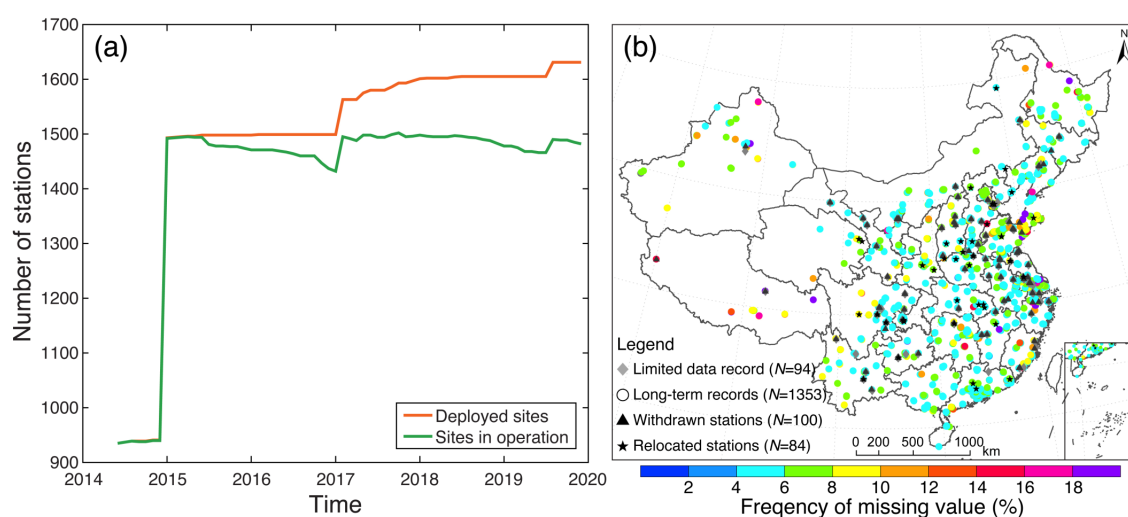 (a)
Number of stations
1700
1600
1500
1400
1300
1200
1100
1000
900
2014 2015 2016 2017 2018 2019 2020
Time
Deployed sites
Sites in operation
(b)
N
Legend
Limited data record (N=94)
Long-term records (N=1353)
Withdrawn stations (N=100)
Relocated stations (N=84)
0 200 500 1000
km
2 4 6 8 10 12 14 16 18
Freqency of missing value (%)